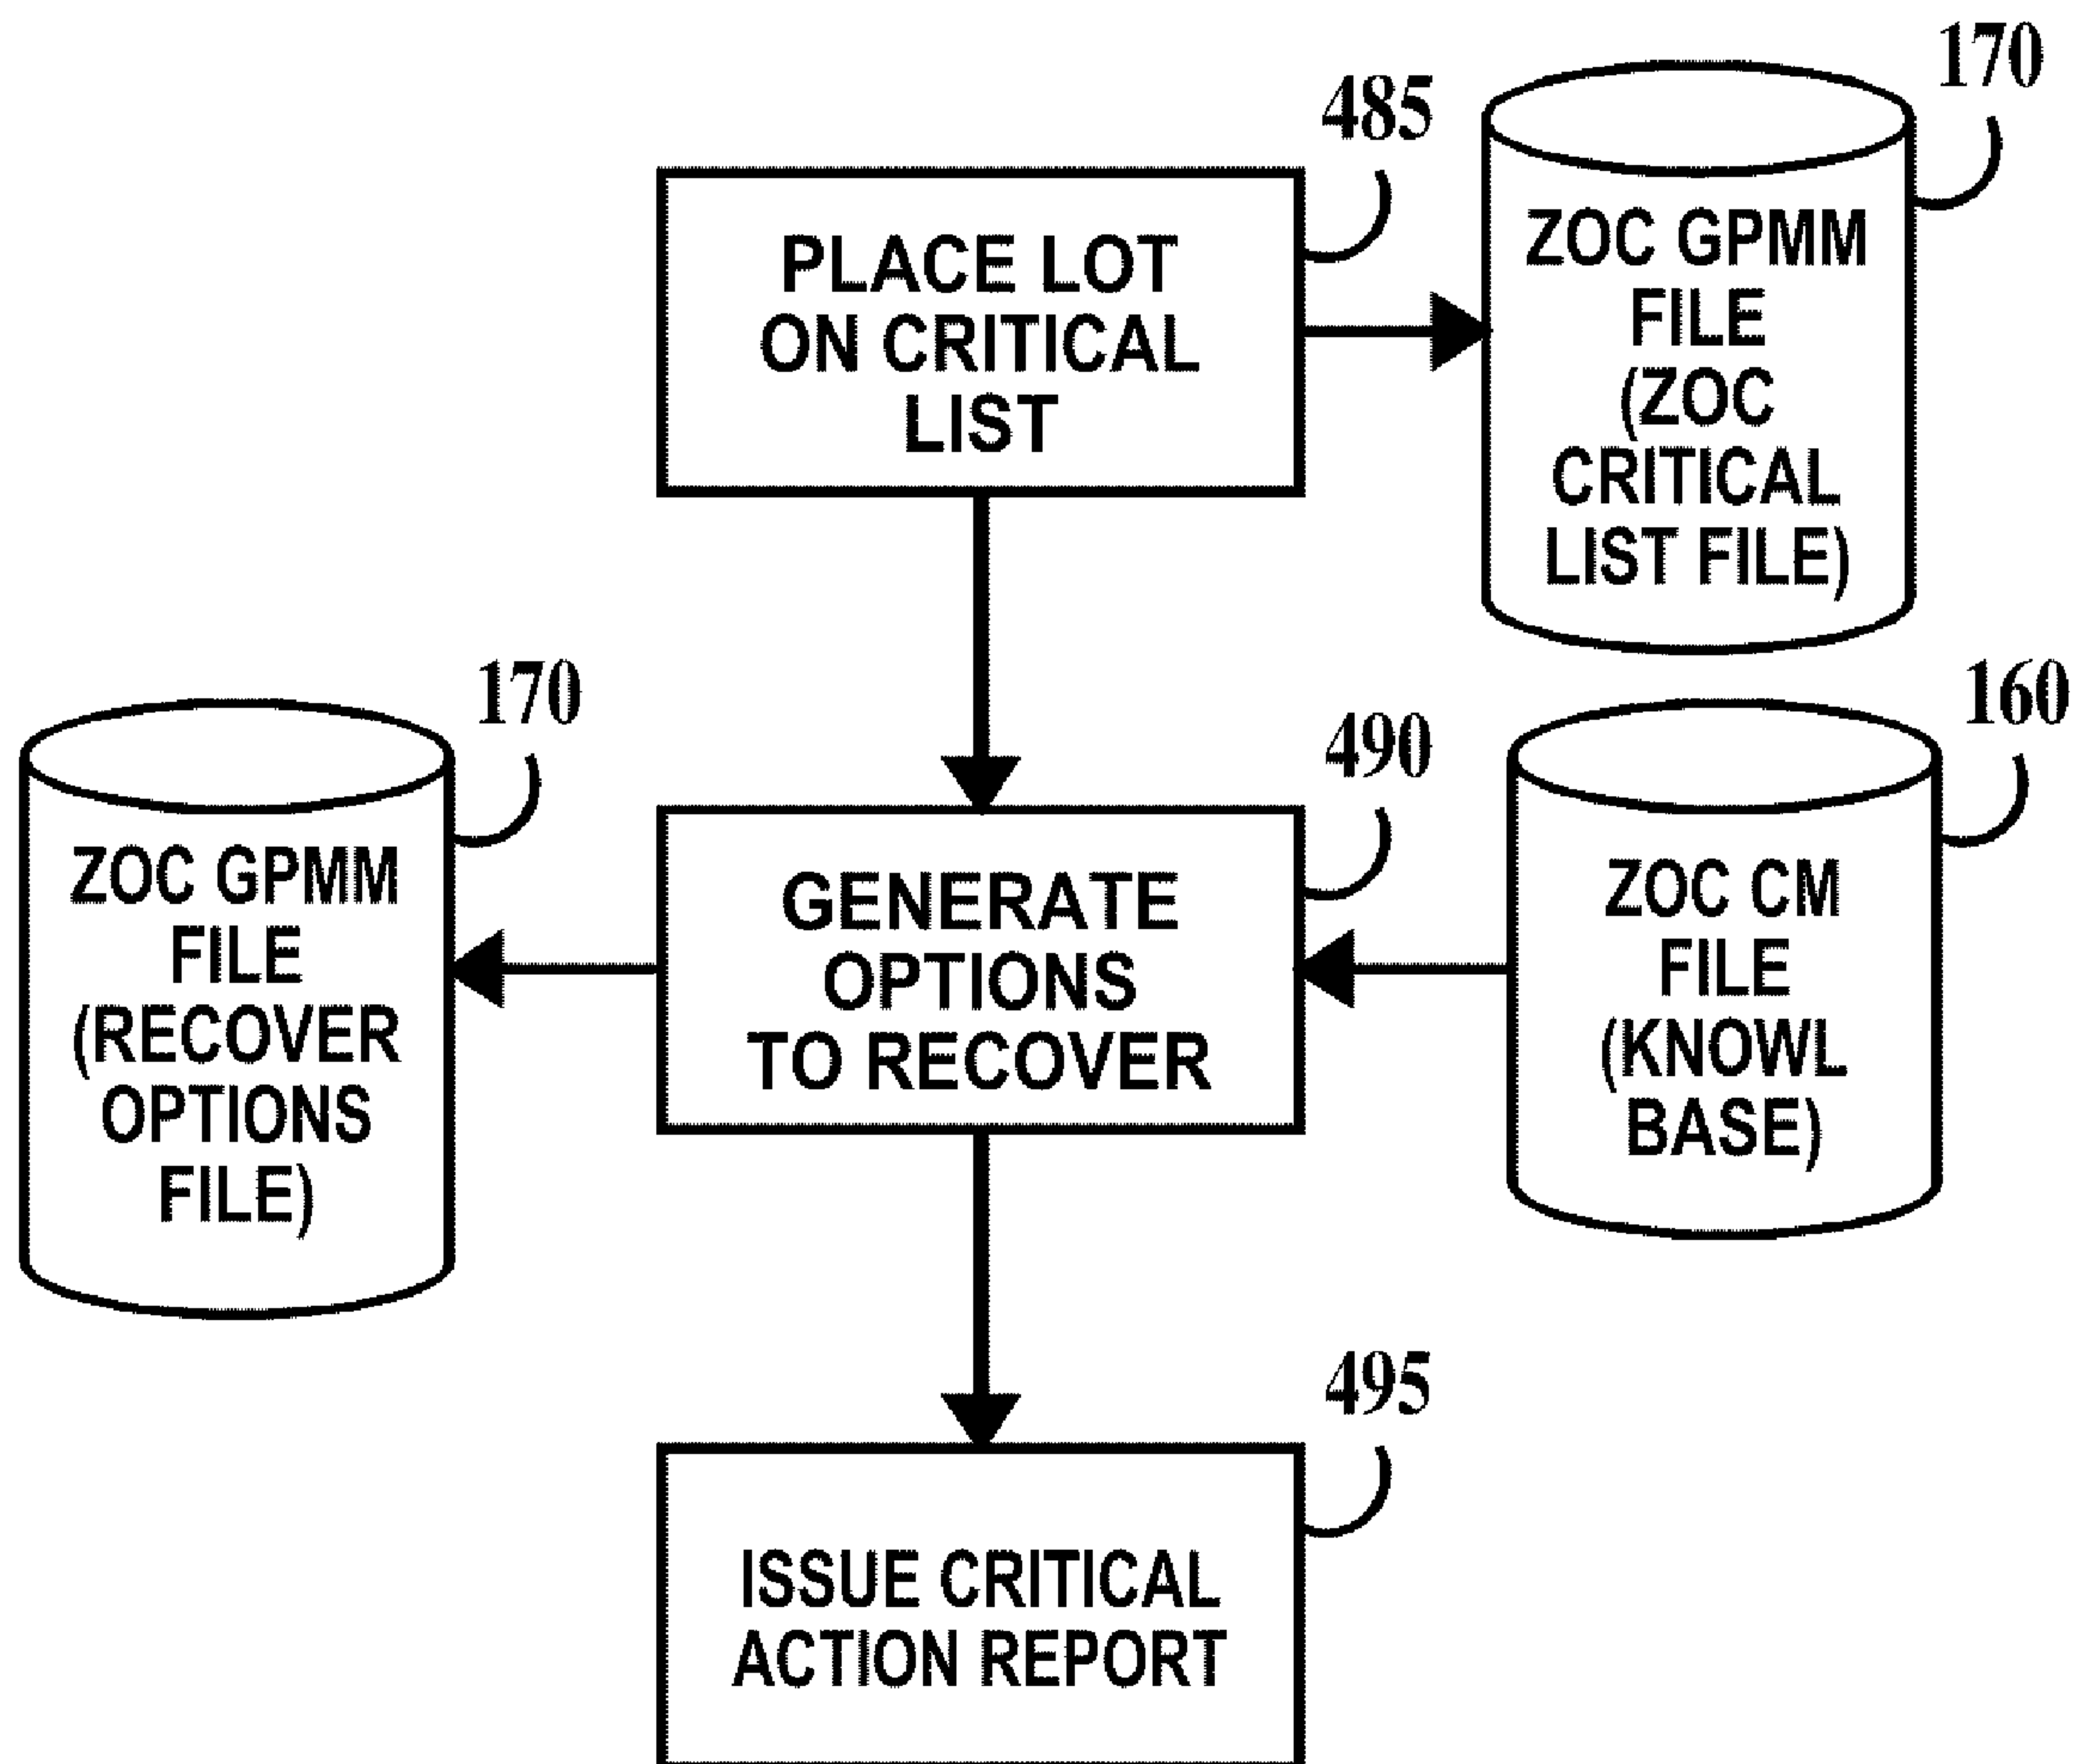 485
170
PLACE LOT
ON CRITICAL
LIST
ZOC GPMM
FILE
(ZOC
CRITICAL
LIST FILE)
170
490
160
ZOC GPMM
FILE
(RECOVER
OPTIONS
FILE)
GENERATE
OPTIONS
TO RECOVER
ZOC CM
FILE
(KNOWL
BASE)
495
ISSUE CRITICAL
ACTION REPORT